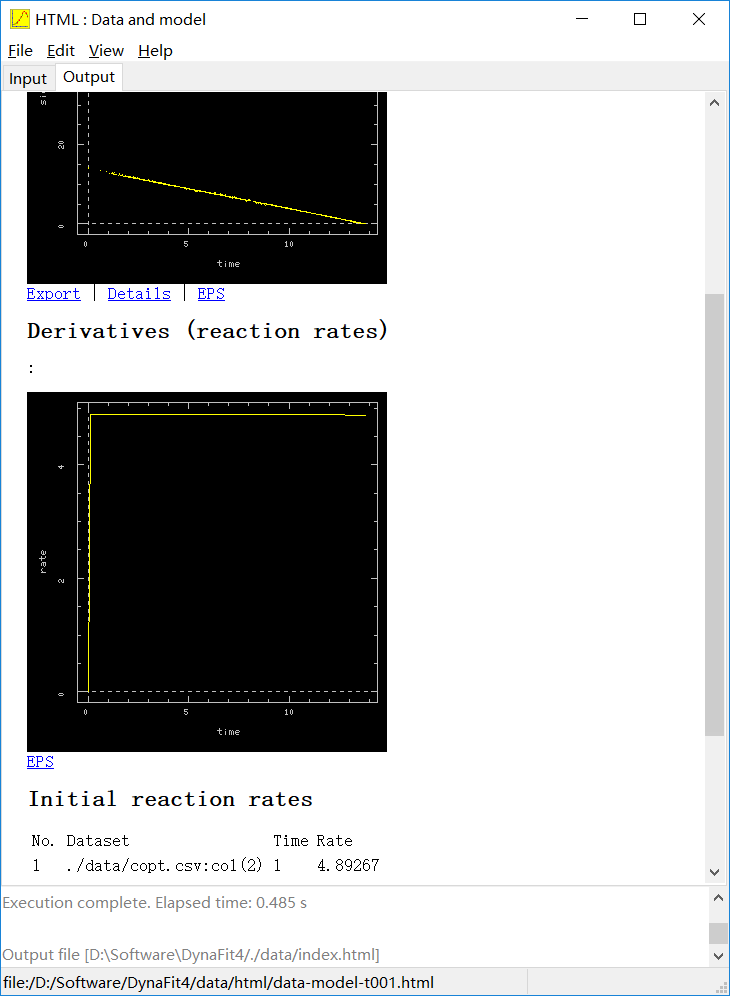 HTML : Data and model
File Edit View Help
Input Output
20
0
0 5 10
time
Export | Details | EPS
Derivatives (reaction rates)
:
4
rate
2
0
0 5 10
time
EPS
Initial reaction rates
No. Dataset Time Rate
1 ./data/copt.csv:col(2) 1 4.89267
Execution complete. Elapsed time: 0.485 s
Output file [D:\Software\DynaFit4/./data/index.html]
file:/D:/Software/DynaFit4/data/html/data-model-t001.html